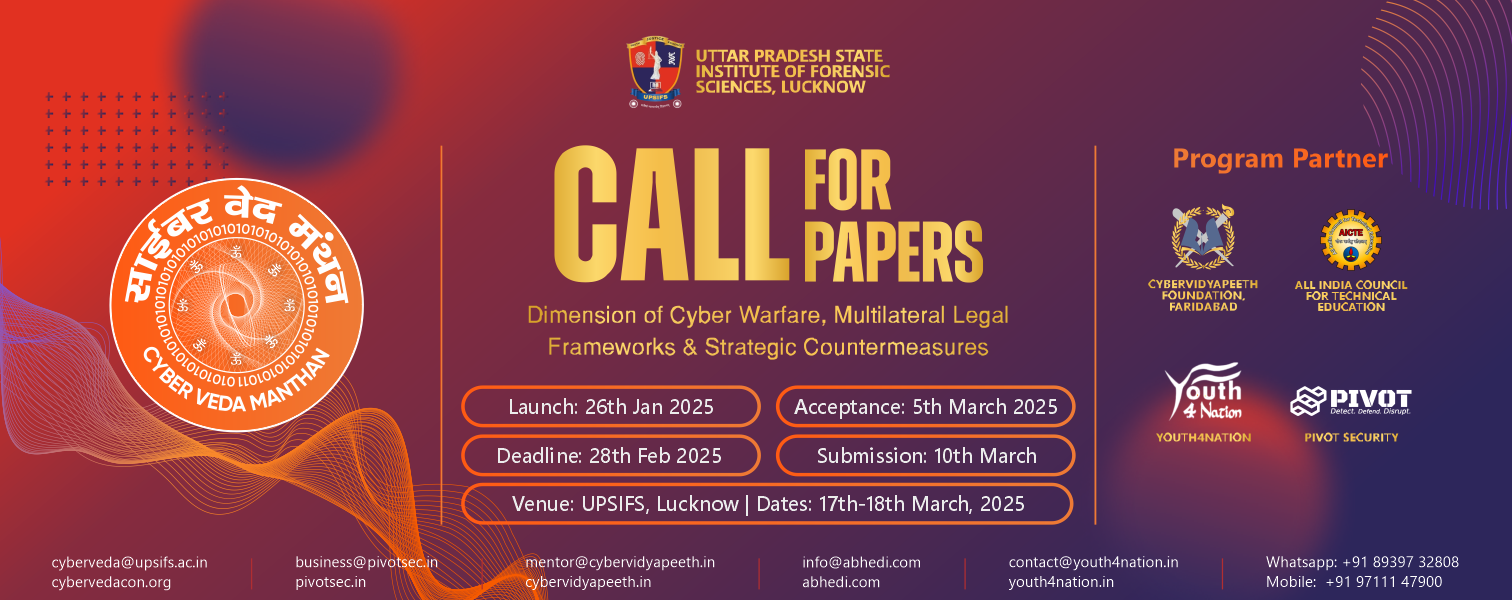 UTTAR PRADESH STATE
INSTITUTE OF FORENSIC
SCIENCES, LUCKNOW
UPSIFS
CALL FOR
PAPERS
Dimension of Cyber Warfare, Multilateral Legal
Frameworks & Strategic Countermeasures
Launch: 26th Jan 2025
Acceptance: 5th March 2025
Deadline: 28th Feb 2025
Submission: 10th March
Venue: UPSIFS, Lucknow | Dates: 17th-18th March, 2025
साईबर वेद मंथन
CYBER VEDA MANTHAN
Program Partner
CYBERVIDYAPEETH
FOUNDATION,
FARIDABAD
AICTE
ALL INDIA COUNCIL
FOR TECHNICAL
EDUCATION
Youth
4 Nation
YOUTH4NATION
PIVOT
Detect. Defend. Disrupt.
PIVOT SECURITY
cyberveda@upsifs.ac.in
cybervedacon.org
business@pivotsec.in
pivotsec.in
mentor@cybervidyapeeth.in
cybervidyapeeth.in
info@abhedi.com
abhedi.com
contact@youth4nation.in
youth4nation.in
Whatsapp: +91 89397 32808
Mobile: +91 97111 47900